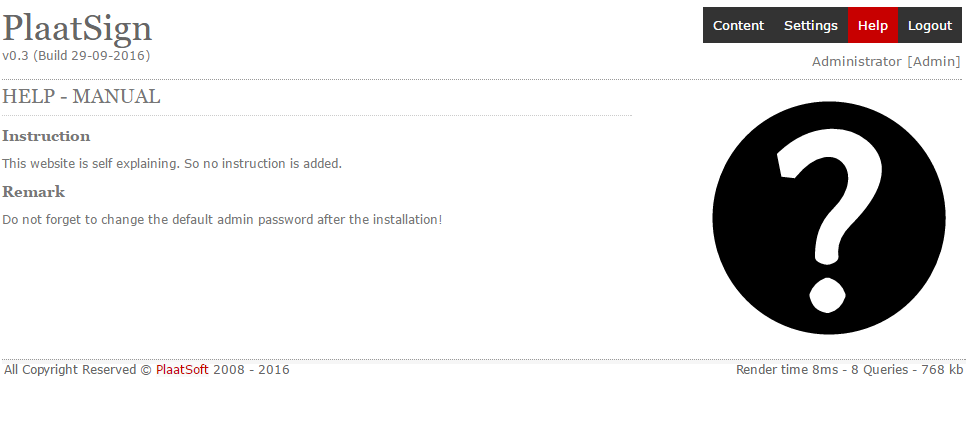 PlaatSign
v0.3 (Build 29-09-2016)
Content Settings Help Logout
Administrator [Admin]
HELP - MANUAL
Instruction
This website is self explaining. So no instruction is added.
Remark
Do not forget to change the default admin password after the installation!
?
All Copyright Reserved © PlaatSoft 2008 - 2016
Render time 8ms - 8 Queries - 768 kb